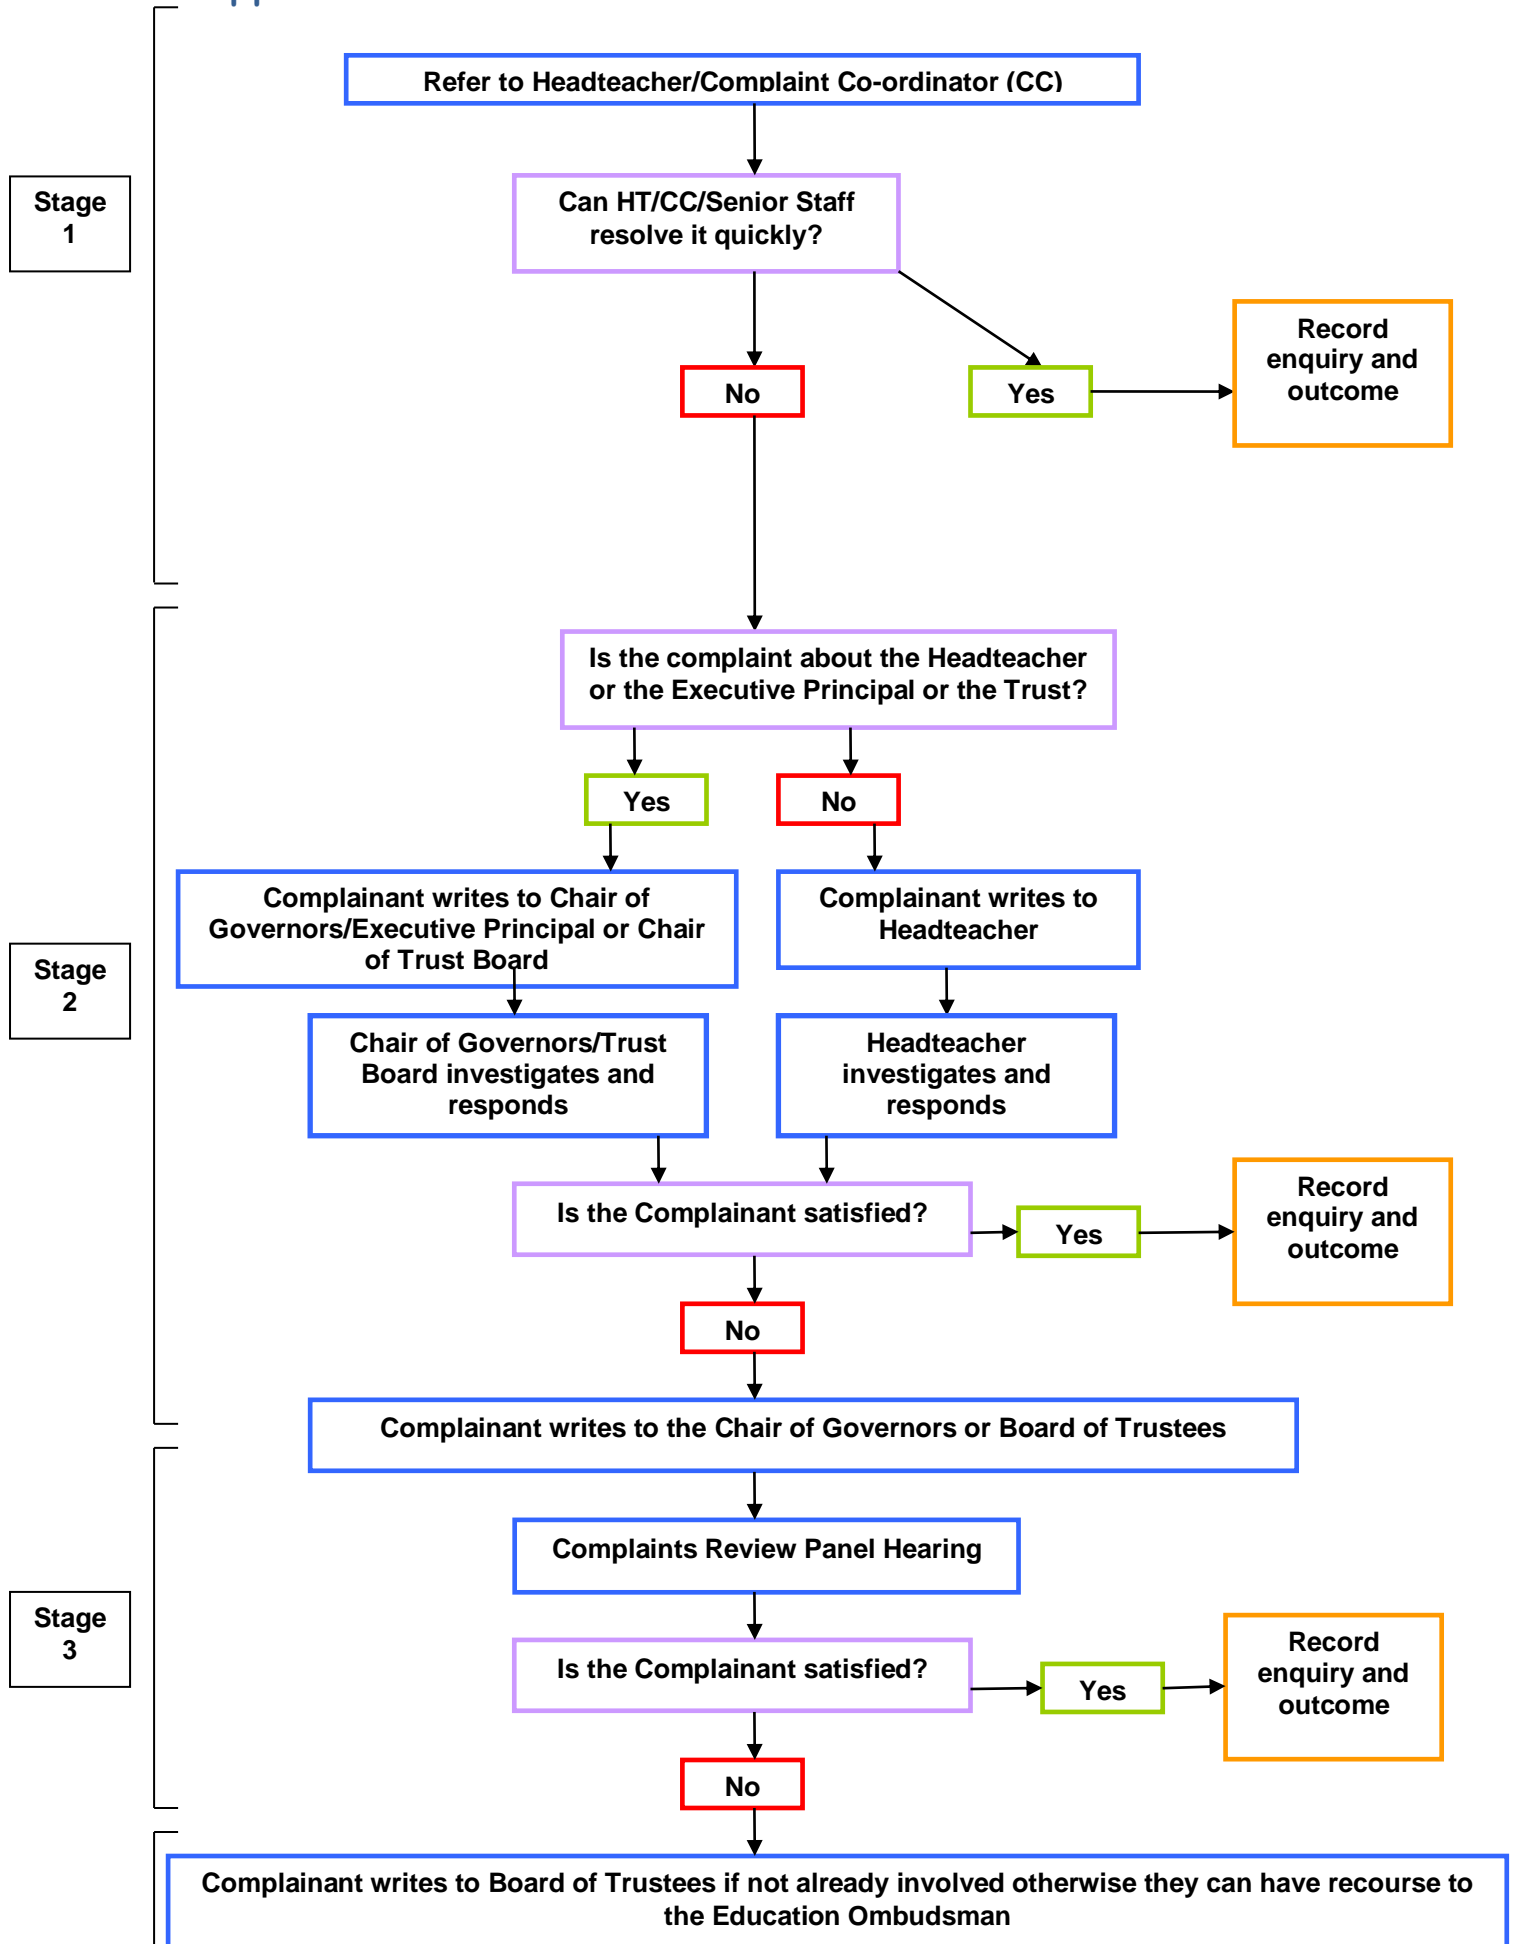 Refer to Headteacher/Complaint Co-ordinator (CC)
Stage
1
Can HT/CC/Senior Staff
resolve it quickly?
Record
enquiry and
outcome
No
Yes
Is the complaint about the Headteacher
or the Executive Principal or the Trust?
Yes
No
Complainant writes to Chair of
Governors/Executive Principal or Chair
of Trust Board
Complainant writes to
Headteacher
Stage
2
Chair of Governors/Trust
Board investigates and
responds
Headteacher
investigates and
responds
Is the Complainant satisfied?
Yes
Record
enquiry and
outcome
No
Complainant writes to the Chair of Governors or Board of Trustees
Complaints Review Panel Hearing
Stage
3
Is the Complainant satisfied?
Yes
Record
enquiry and
outcome
No
Complainant writes to Board of Trustees if not already involved otherwise they can have recourse to
the Education Ombudsman